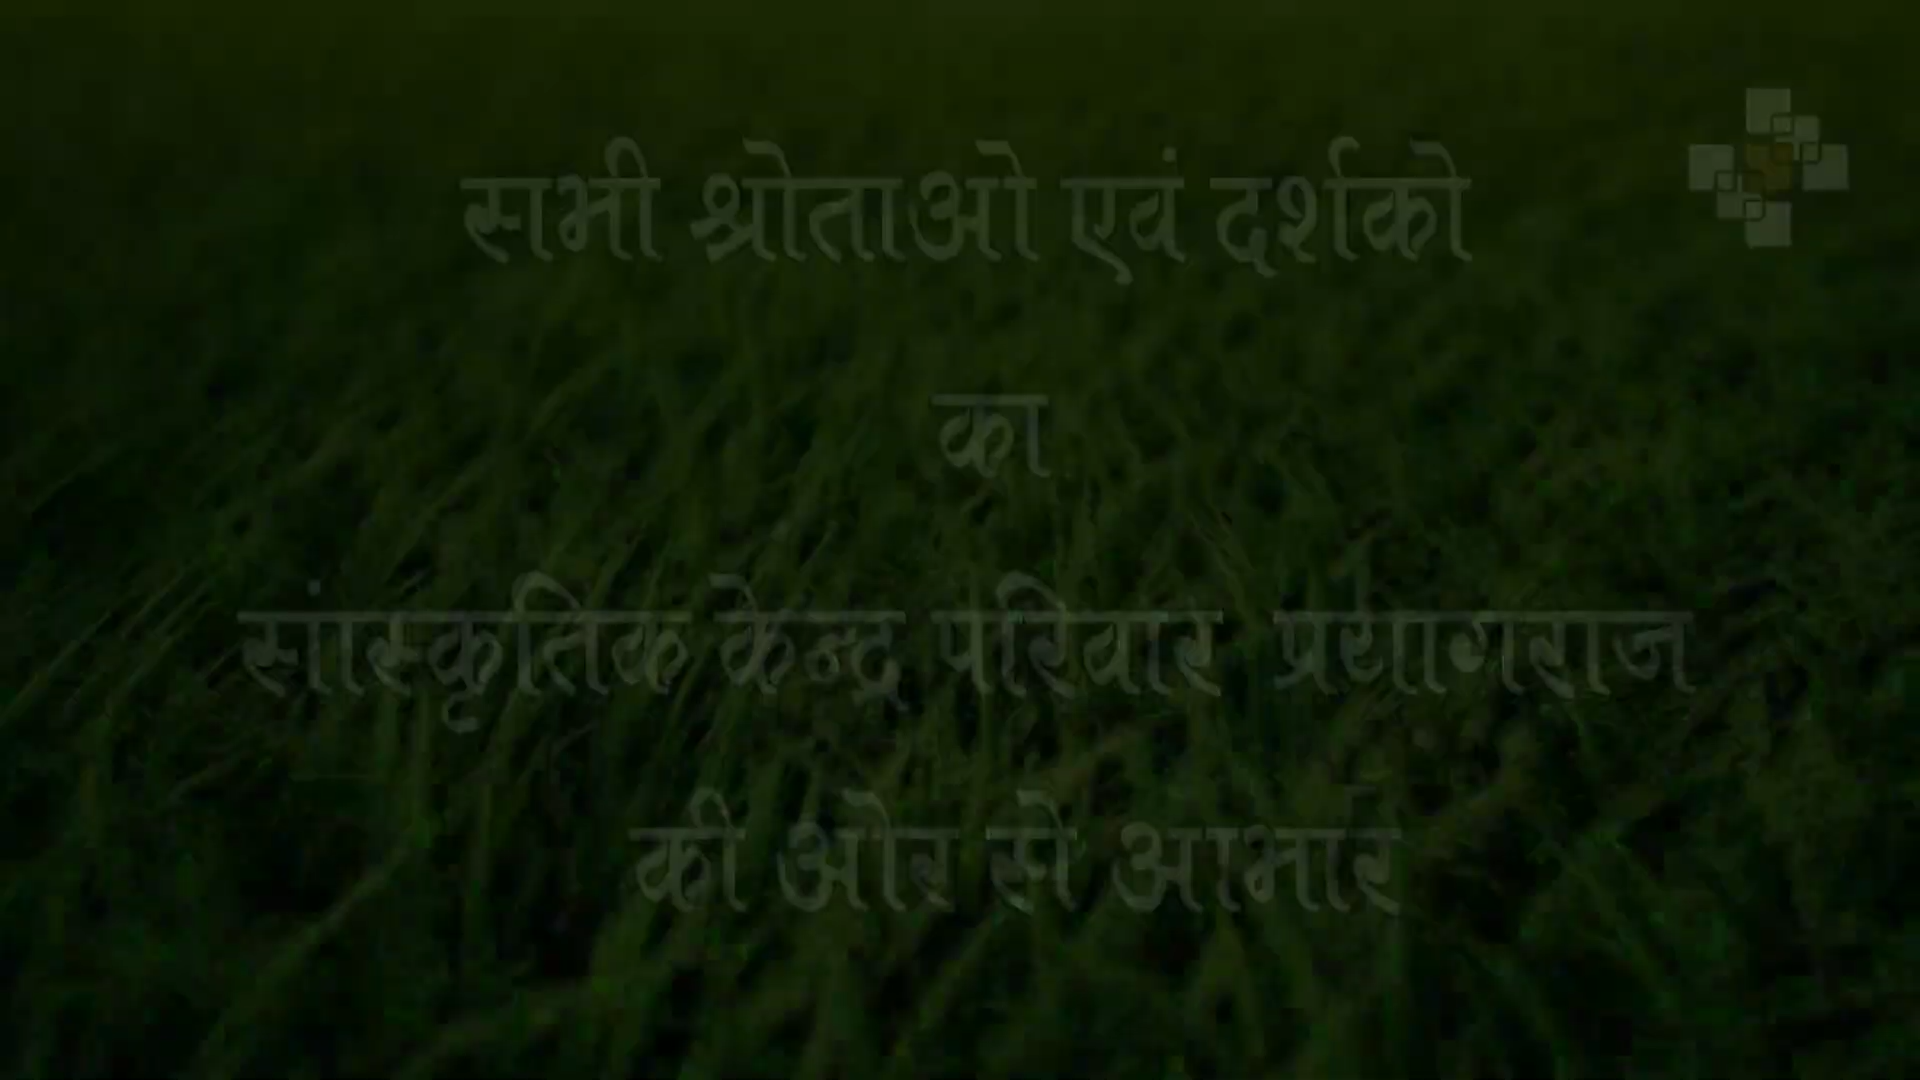 सभी श्रोताओ एवं दर्शको
का
सांस्कृतिक केन्द्र परिवार प्रयागराज
की ओर से आभार